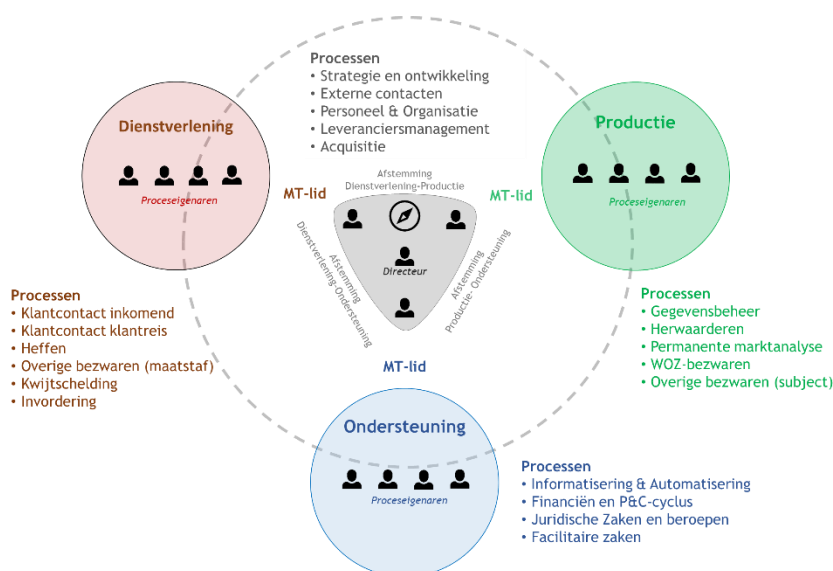 Processen
• Strategie en ontwikkeling
• Externe contacten
• Personeel & Organisatie
• Leveranciersmanagement
• Acquisitie
Dienstverlening
Proceseigenaren
Productie
Proceseigenaren
Afstemming
Dienstverlening-Productie
MT-lid
MT-lid
Directeur
Afstemming
Dienstverlening-Ondersteuning
Afstemming
Productie- Ondersteuning
MT-lid
Processen
• Klantcontact inkomend
• Klantcontact klantreis
• Heffen
• Overige bezwaren (maatstaf)
• Kwijtschelding
• Invordering
Processen
• Gegevensbeheer
• Herwaarderen
• Permanente marktanalyse
• WOZ-bezwaren
• Overige bezwaren (subject)
Ondersteuning
Proceseigenaren
Processen
• Informatisering & Automatisering
• Financiën en P&C-cyclus
• Juridische Zaken en beroepen
• Facilitaire zaken